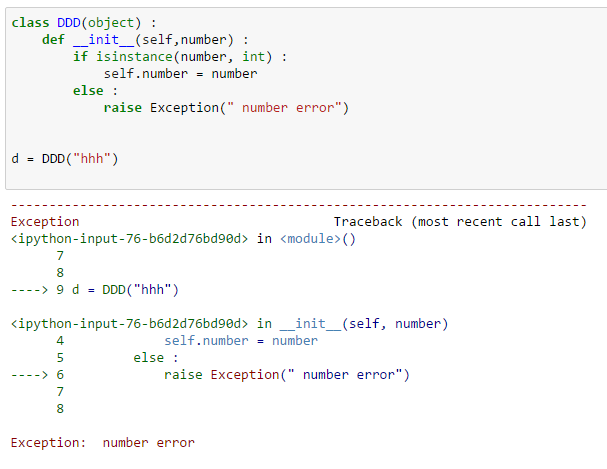 class DDD(object) :
    def __init__(self,number) :
        if isinstance(number, int) :
            self.number = number
        else :
            raise Exception(" number error")
d = DDD("hhh")
---------------------------------------------------------------------------
Exception                                 Traceback (most recent call last)
<ipython-input-76-b6d2d76bd90d> in <module>()
      7
      8
----> 9 d = DDD("hhh")
<ipython-input-76-b6d2d76bd90d> in __init__(self, number)
      4             self.number = number
      5         else :
----> 6             raise Exception(" number error")
      7
      8
Exception:  number error